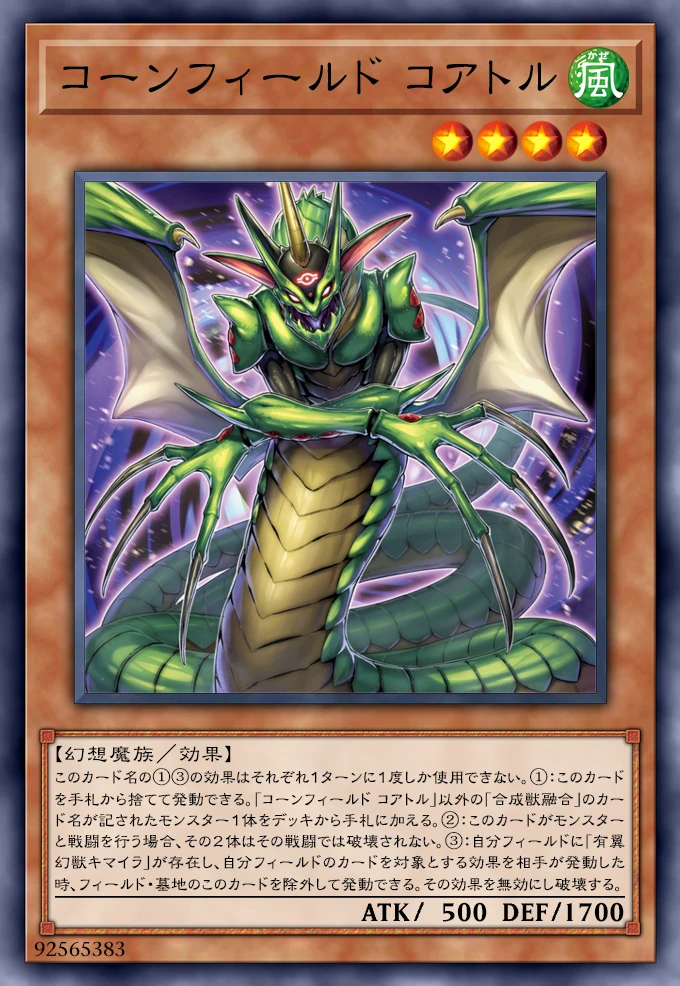 コーンフィールド コアトル
かぜ
風
【幻想魔族／効果】
このカード名の①③の効果はそれぞれ１ターンに１度しか使用できない。①：このカード
を手札から捨てて発動できる。「コーンフィールド コアトル」以外の「合成獣融合」のカー
ド名が記されたモンスター１体をデッキから手札に加える。②：このカードがモンスター
と戦闘を行う場合、その２体はその戦闘では破壊されない。③：自分フィールドに「有翼
幻獣キマイラ」が存在し、自分フィールドのカードを対象とする効果を相手が発動した
時、フィールド・墓地のこのカードを除外して発動できる。その効果を無効にし破壊する。
ATK/ 500 DEF/1700
92565383